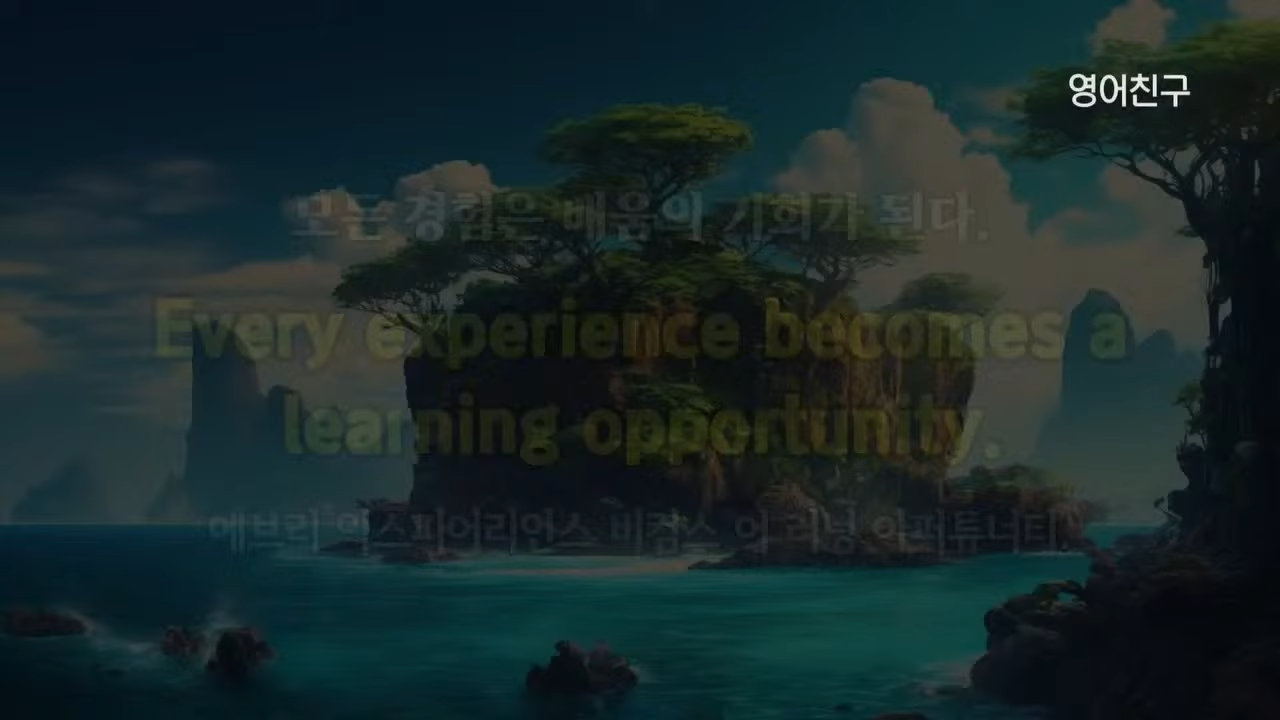 영어친구
모든 경험은 배움의 기회가 된다.
Every experience becomes a
learning opportunity.
에브리 엑스피어리언스 비컴스 어 러닝 아퍼튜너티.